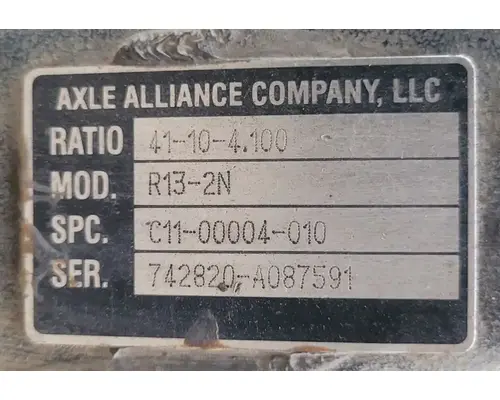 AXLE ALLIANCE COMPANY, LLC
RATIO 41-10-4.100
MOD. R13-2N
SPC. C11-00004-010
SER. 742820-A087591